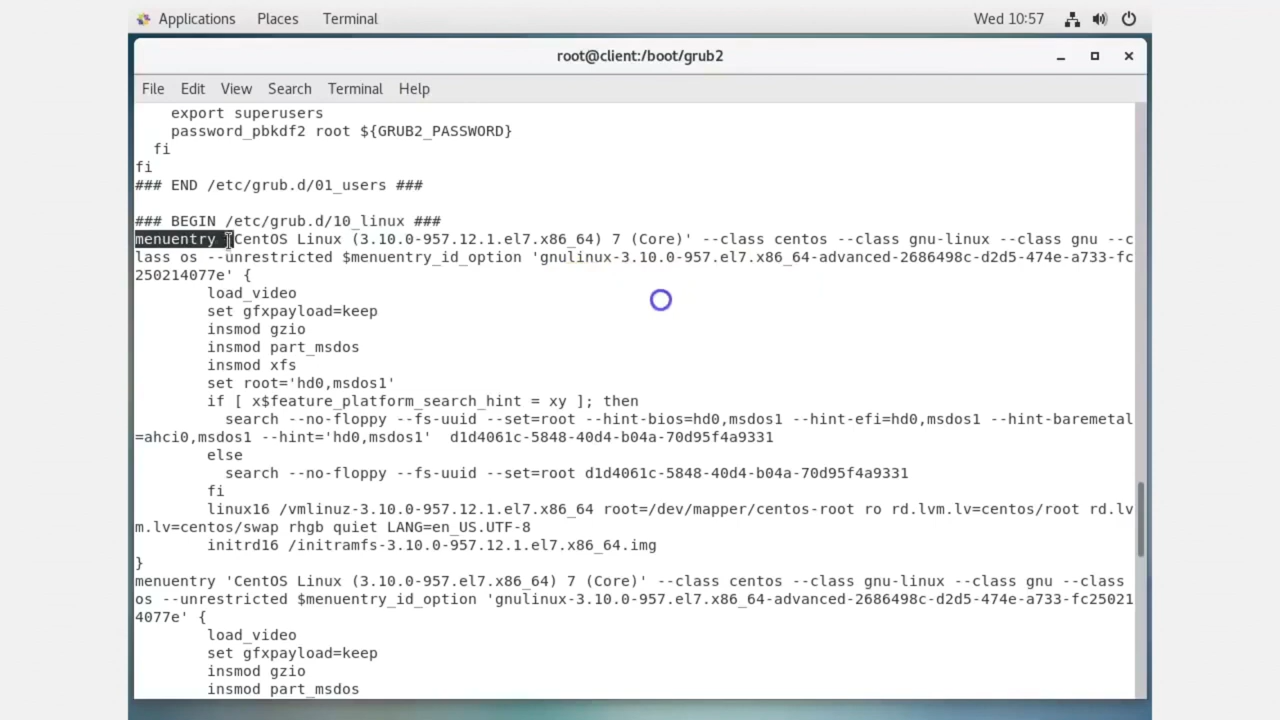 Applications Places Terminal Wed 10:57
root@client:/boot/grub2
File Edit View Search Terminal Help
export superusers
password_pbkdf2 root ${GRUB2_PASSWORD}
fi
fi
### END /etc/grub.d/01_users ###
### BEGIN /etc/grub.d/10_linux ###
menuentry 'CentOS Linux (3.10.0-957.12.1.el7.x86_64) 7 (Core)' --class centos --class gnu-linux --class gnu --c
lass os --unrestricted $menuentry_id_option 'gnulinux-3.10.0-957.el7.x86_64-advanced-2686498c-d2d5-474e-a733-fc
250214077e' {
load_video
set gfxpayload=keep
insmod gzio
insmod part_msdos
insmod xfs
set root='hd0,msdos1'
if [ x$feature_platform_search_hint = xy ]; then
search --no-floppy --fs-uuid --set=root --hint-bios=hd0,msdos1 --hint-efi=hd0,msdos1 --hint-baremetal
=ahci0,msdos1 --hint='hd0,msdos1'  d1d4061c-5848-40d4-b04a-70d95f4a9331
else
search --no-floppy --fs-uuid --set=root d1d4061c-5848-40d4-b04a-70d95f4a9331
fi
linux16 /vmlinuz-3.10.0-957.12.1.el7.x86_64 root=/dev/mapper/centos-root ro rd.lvm.lv=centos/root rd.lv
m.lv=centos/swap rhgb quiet LANG=en_US.UTF-8
initrd16 /initramfs-3.10.0-957.12.1.el7.x86_64.img
}
menuentry 'CentOS Linux (3.10.0-957.el7.x86_64) 7 (Core)' --class centos --class gnu-linux --class gnu --class
os --unrestricted $menuentry_id_option 'gnulinux-3.10.0-957.el7.x86_64-advanced-2686498c-d2d5-474e-a733-fc25021
4077e' {
load_video
set gfxpayload=keep
insmod gzio
insmod part_msdos